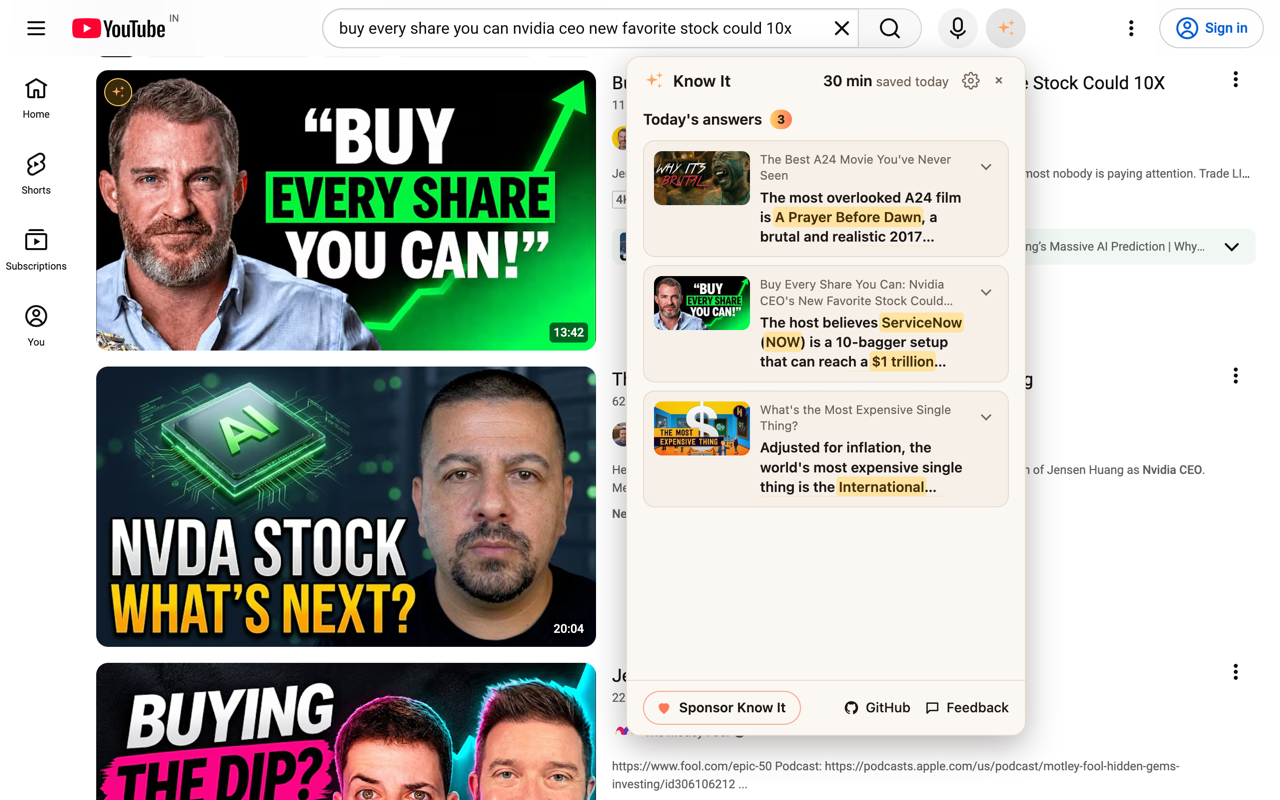 YouTube IN
buy every share you can nvidia ceo new favorite stock could 10x
Sign in
Home
Shorts
Subscriptions
You
“BUY
EVERY SHARE
YOU CAN!”
13:42
AI
NVDA STOCK
WHAT'S NEXT?
20:04
BUYING
THE DIP?
Stock Could 10X
11
most nobody is paying attention. Trade LI...
ng's Massive AI Prediction | Why...
62
n of Jensen Huang as Nvidia CEO.
22
https://www.fool.com/epic-50 Podcast: https://podcasts.apple.com/us/podcast/motley-fool-hidden-gems-
investing/id306106212 ...
Know It
30 min saved today
Today's answers 3
WHY IT'S
BRUTAL
The Best A24 Movie You've Never
Seen
The most overlooked A24 film
is A Prayer Before Dawn, a
brutal and realistic 2017...
“BUY
EVERY SHARE
YOU CAN!”
Buy Every Share You Can: Nvidia
CEO's New Favorite Stock Could...
The host believes ServiceNow
(NOW) is a 10-bagger setup
that can reach a $1 trillion...
$
THE MOST
EXPENSIVE THING
What's the Most Expensive Single
Thing?
Adjusted for inflation, the
world's most expensive single
thing is the International...
Sponsor Know It
GitHub
Feedback